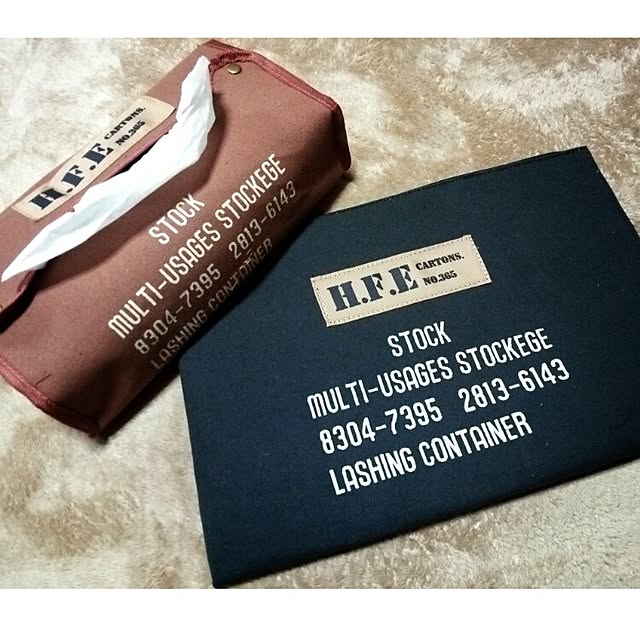 H.F.E CARTONS.
NO.365
STOCK
MULTI-USAGES STOCKEGE
8304-7395 2813-6143
LASHING CONTAINER
H.F.E CARTONS.
NO.365
STOCK
MULTI-USAGES STOCKEGE
8304-7395 2813-6143
LASHING CONTAINER